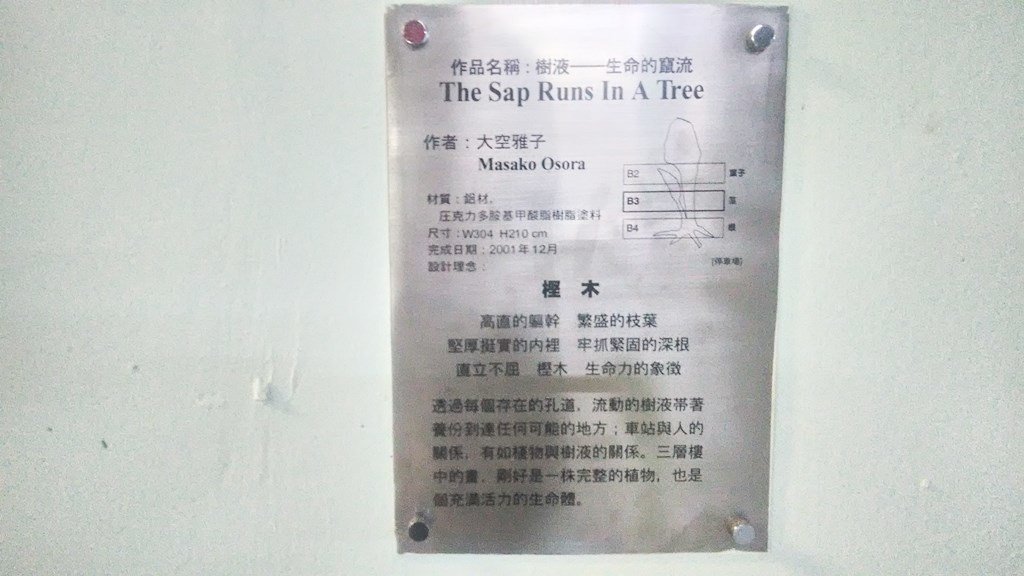 作品名稱：樹液──生命的竄流
The Sap Runs In A Tree
作者：大空雅子
Masako Osora
B2 葉子
B3 莖
B4 根
[停車場]
材質：鋁材,
壓克力多胺基甲酸脂樹脂塗料
尺寸：W304 H210 cm
完成日期：2001年12月
設計理念：
樫 木
高直的軀幹 繁盛的枝葉
堅厚挺實的內裡 牢抓緊固的深根
直立不屈 樫木 生命力的象徵
透過每個存在的孔道，流動的樹液帶著
養份到達任何可能的地方；車站與人的
關係，有如植物與樹液的關係。三層樓
中的畫，剛好是一株完整的植物，也是
個充滿活力的生命體。